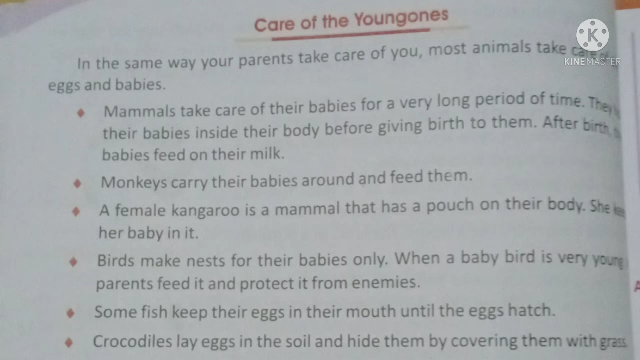 Care of the Youngones
In the same way your parents take care of
KINEMASTER
eggs and babies.
♦ Mammals take care of their babies for a very long period of time. They
their babies inside their body before giving birth to them. After birth,
babies feed on their milk.
♦ Monkeys carry their babies around and feed them.
♦ A female kangaroo is a mammal that has a pouch on their body. She
her baby in it.
♦ Birds make nests for their babies only. When a baby bird is very young
parents feed it and protect it from enemies.
♦ Some fish keep their eggs in their mouth until the eggs hatch.
♦ Crocodiles lay eggs in the soil and hide them by covering them with grass